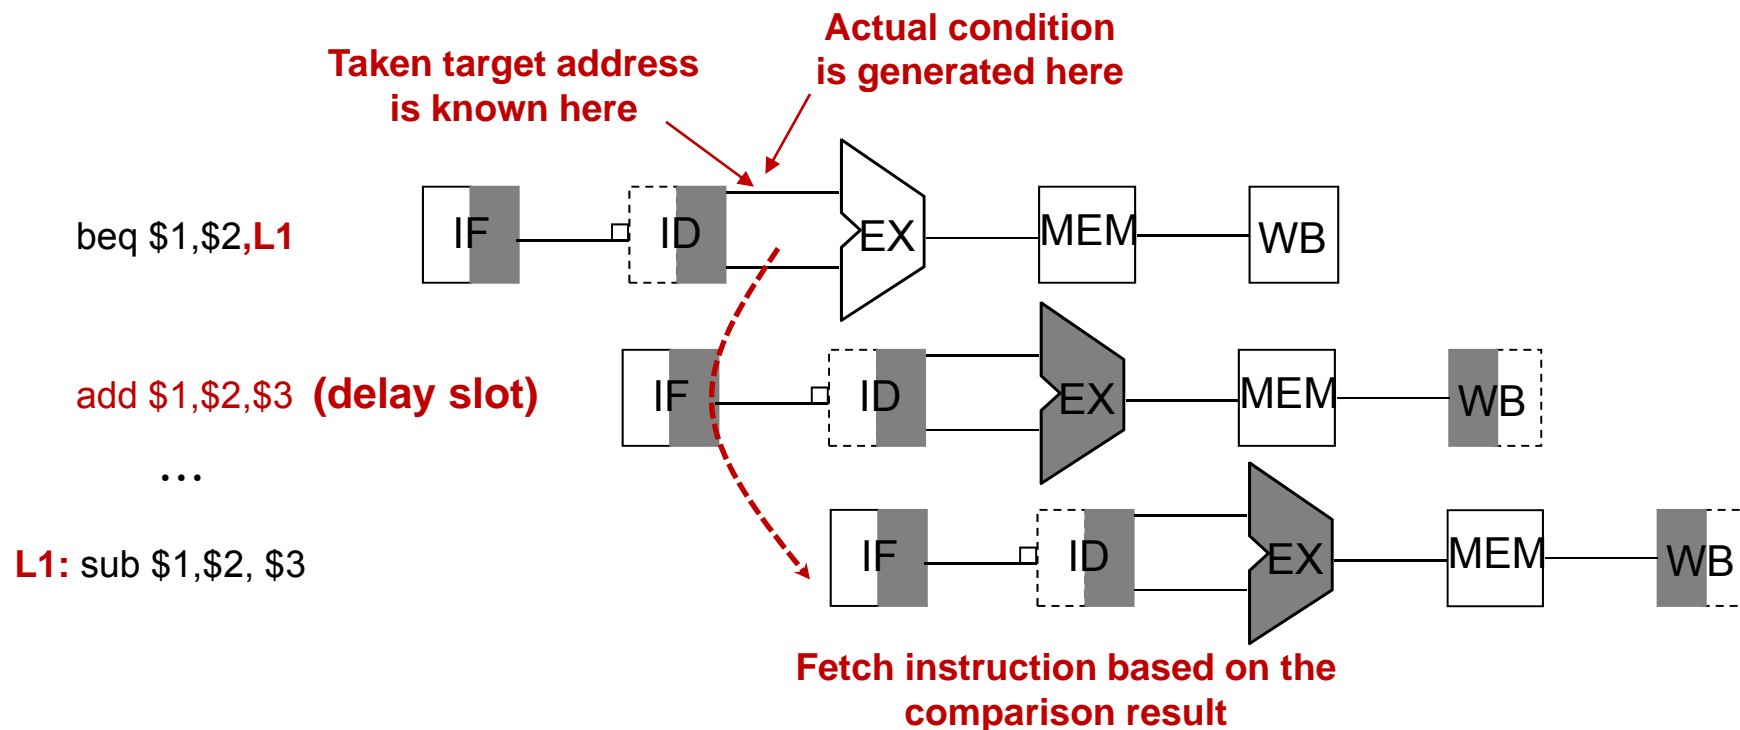 Actual condition
is generated here
Taken target address
is known here
beq $1,$2,L1
IF
ID
EX
MEM
WB
add $1,$2,$3 (delay slot)
IF
ID
EX
MEM
WB
...
L1: sub $1,$2, $3
IF
ID
EX
MEM
WB
Fetch instruction based on the
comparison result